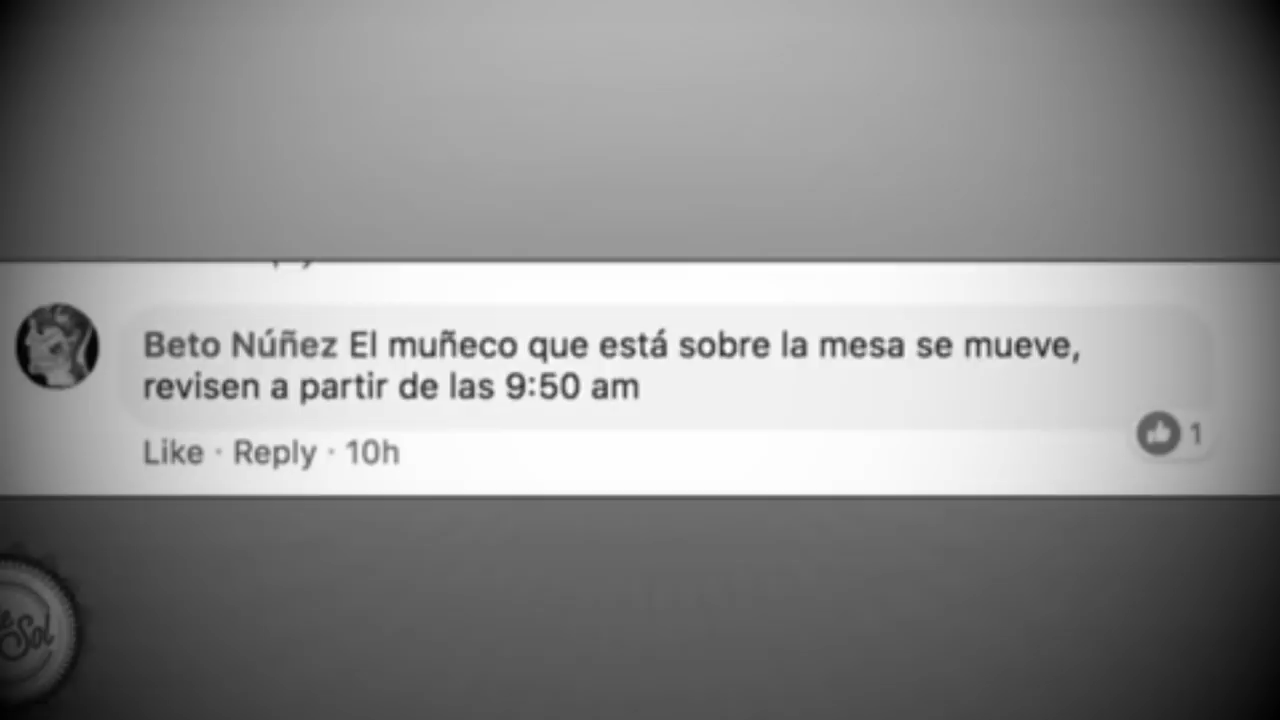 Beto Núñez El muñeco que está sobre la mesa se mueve,
revisen a partir de las 9:50 am
Like · Reply · 10h
1
Sol